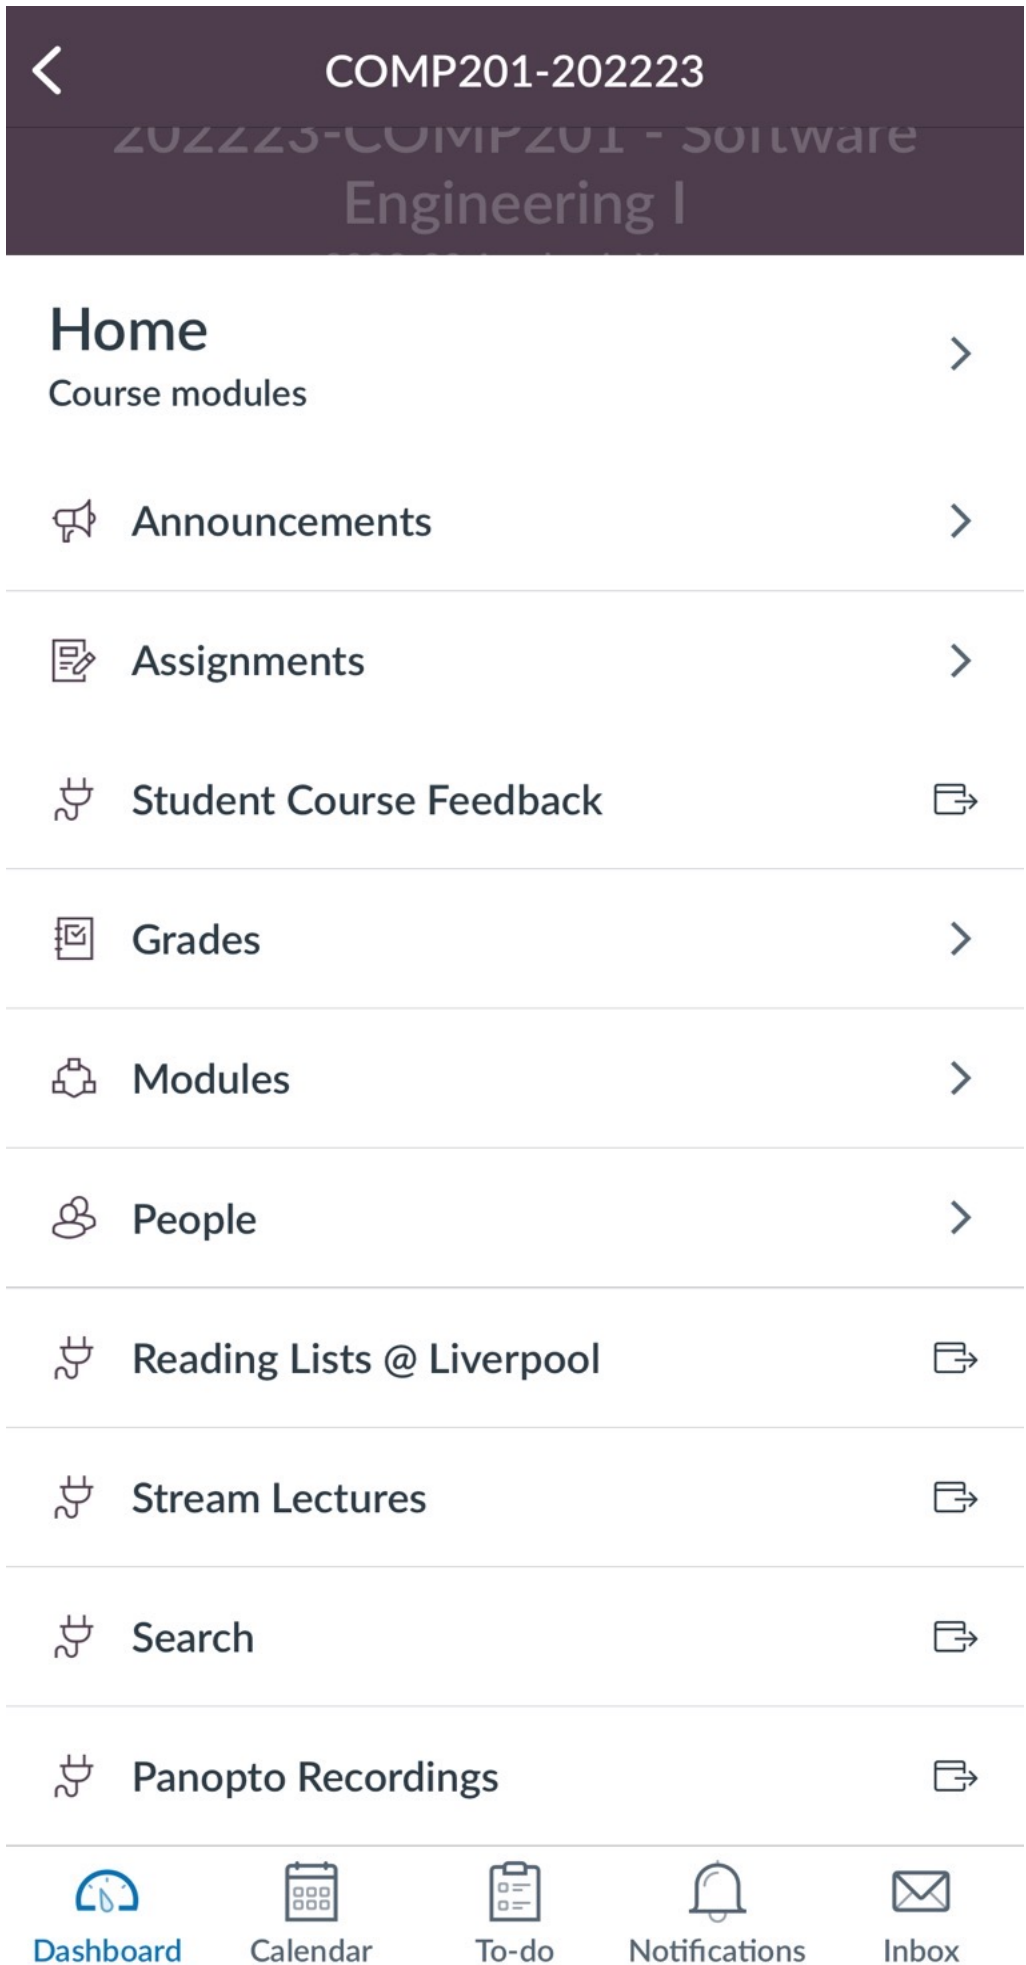 COMP201-202223
202223-COMP201 - Software
Engineering I
Home
Course modules
Announcements
Assignments
Student Course Feedback
Grades
Modules
People
Reading Lists @ Liverpool
Stream Lectures
Search
Panopto Recordings
Dashboard
Calendar
To-do
Notifications
Inbox